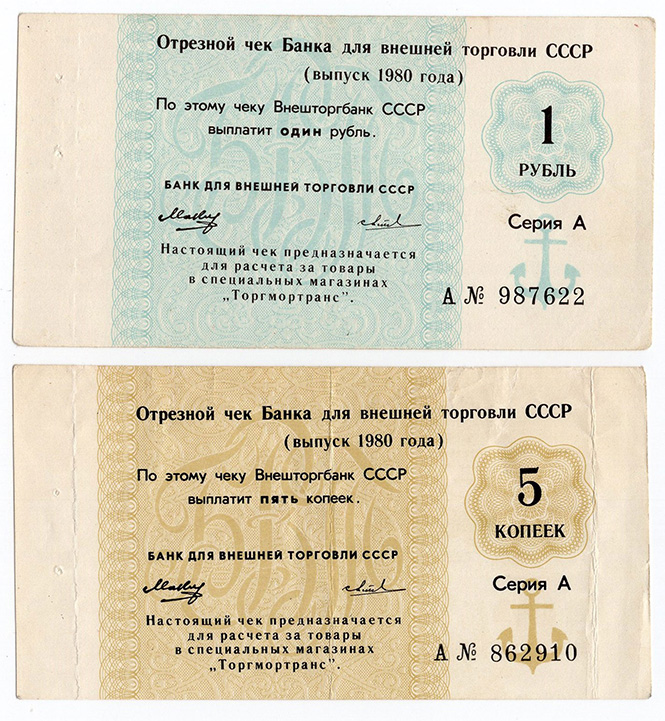 Отрезной чек Банка для внешней торговли СССР
(выпуск 1980 года)
По этому чеку Внешторгбанк СССР
выплатит один рубль.
1
РУБЛЬ
БАНК ДЛЯ ВНЕШНЕЙ ТОРГОВЛИ СССР
Серия А
Настоящий чек предназначается
для расчета за товары
в специальных магазинах
„Торгмортранс".
А № 987622
Отрезной чек Банка для внешней торговли СССР
(выпуск 1980 года)
По этому чеку Внешторгбанк СССР
выплатит пять копеек.
5
КОПЕЕК
БАНК ДЛЯ ВНЕШНЕЙ ТОРГОВЛИ СССР
Серия А
Настоящий чек предназначается
для расчета за товары
в специальных магазинах
„Торгмортранс".
А № 862910